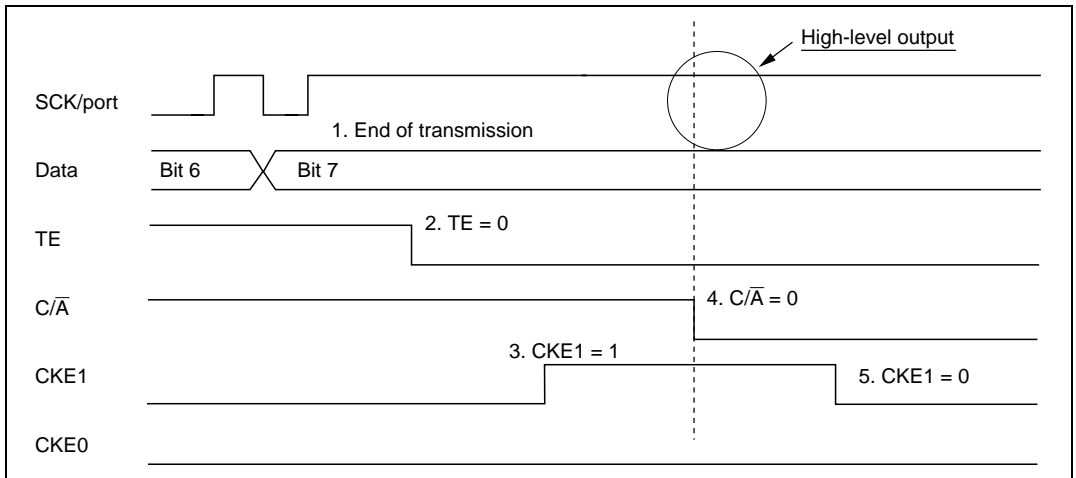 High-level output
SCK/port
1. End of transmission
Data
Bit 6
Bit 7
TE
2. TE = 0
C/A̅
4. C/A̅ = 0
3. CKE1 = 1
CKE1
5. CKE1 = 0
CKE0